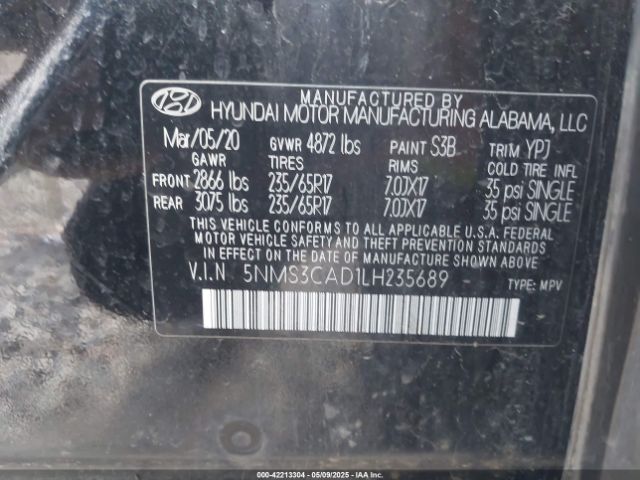 MANUFACTURED BY
HYUNDAI MOTOR MANUFACTURING ALABAMA, LLC
Mar/05/20 GVWR 4872 lbs PAINT S3B TRIM YPJ
GAWR TIRES RIMS COLD TIRE INFL
FRONT 2866 lbs 235/65R17 7.0JX17 35 psi SINGLE
REAR 3075 lbs 235/65R17 7.0JX17 35 psi SINGLE
THIS VEHICLE CONFORMS TO ALL APPLICABLE U.S.A. FEDERAL
MOTOR VEHICLE SAFETY BUMPER, AND THEFT PREVENTION STANDARDS
IN EFFECT ON THE DATE OF MANUFACTURE SHOWN ABOVE.
V.I.N 5NMS3CAD1LH235689 TYPE: MPV
000-42213304 - 05/09/2025 - IAA Inc.